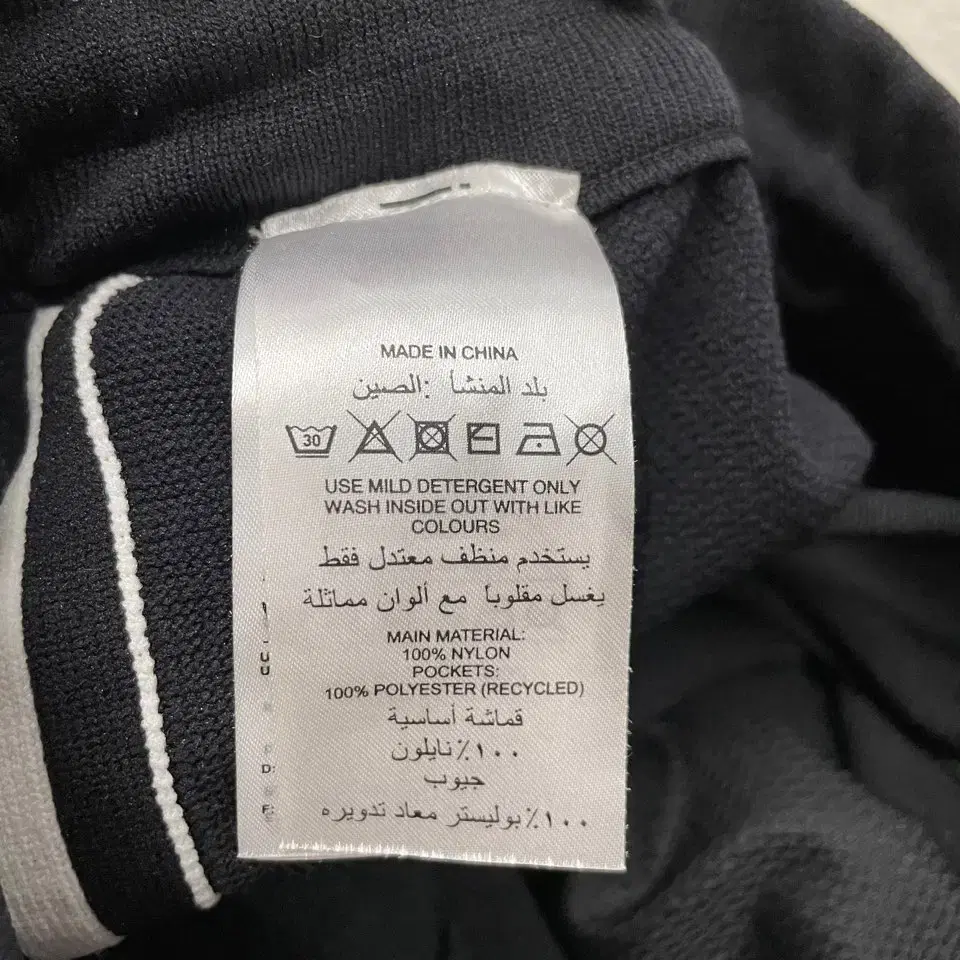 MADE IN CHINA
بلد المنشأ :الصين
30
USE MILD DETERGENT ONLY
WASH INSIDE OUT WITH LIKE
COLOURS
يستخدم منظف معتدل فقط
يغسل مقلوباً مع ألوان مماثلة
MAIN MATERIAL:
100% NYLON
POCKETS:
100% POLYESTER (RECYCLED)
قماشة أساسية
١٠٠٪ نايلون
جيوب
١٠٠٪ بوليستر معاد تدويره
D:
F: